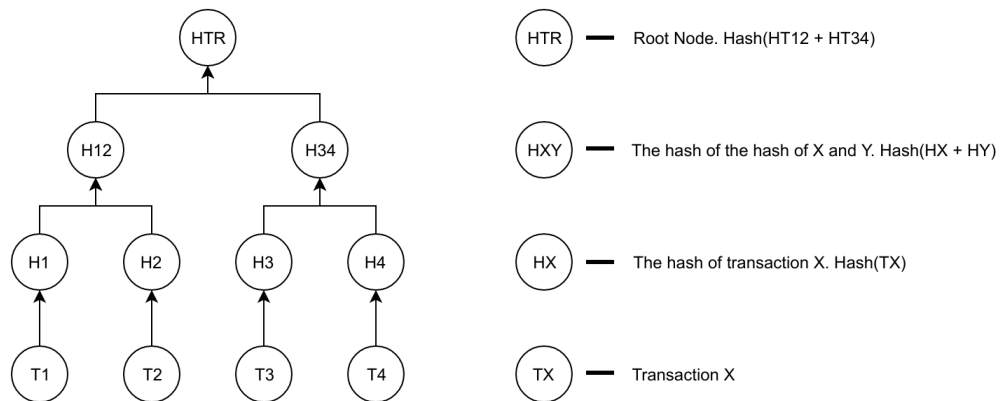 HTR
HTR
Root Node. Hash(HT12 + HT34)
H12
H34
HXY
The hash of the hash of X and Y. Hash(HX + HY)
H1
H2
H3
H4
HX
The hash of transaction X. Hash(TX)
T1
T2
T3
T4
TX
Transaction X